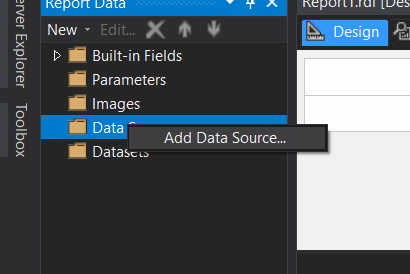 Report Data
Report1.rdl [Des
New Edit...
Design
Built-in Fields
Parameters
Images
Data S
Add Data Source...
Datasets
erver Explorer
Toolbox